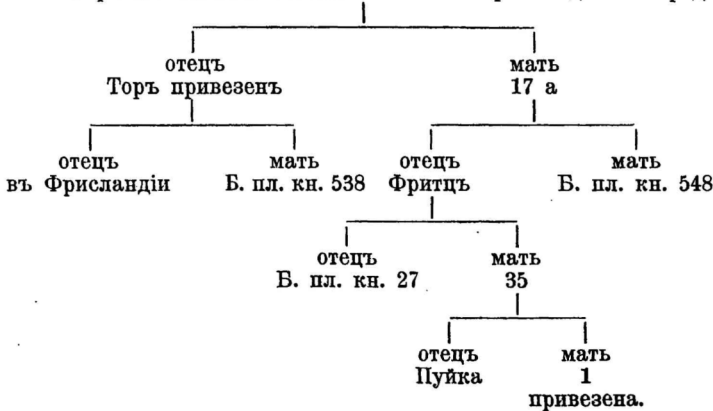 отецъ мать
Торъ привезенъ 17 а
отецъ мать отецъ мать
въ Фрисландіи Б. пл. кн. 538 Фритцъ Б. пл. кн. 548
отецъ мать
Б. пл. кн. 27 35
отецъ мать
Пуйка 1
привезена.